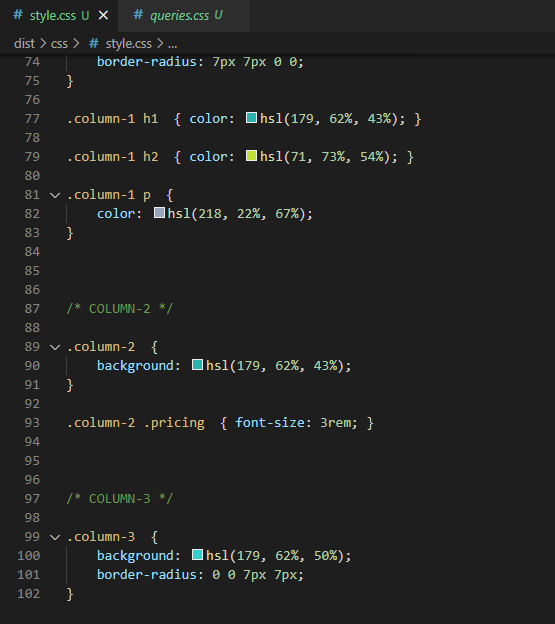 # style.css U × # queries.css U
dist > css > # style.css > ...
74 border-radius: 7px 7px 0 0;
75 }
76
77 .column-1 h1 { color: hsl(179, 62%, 43%); }
78
79 .column-1 h2 { color: hsl(71, 73%, 54%); }
80
81 .column-1 p {
82 color: hsl(218, 22%, 67%);
83 }
84
85
86
87 /* COLUMN-2 */
88
89 .column-2 {
90 background: hsl(179, 62%, 43%);
91 }
92
93 .column-2 .pricing { font-size: 3rem; }
94
95
96
97 /* COLUMN-3 */
98
99 .column-3 {
100 background: hsl(179, 62%, 50%);
101 border-radius: 0 0 7px 7px;
102 }